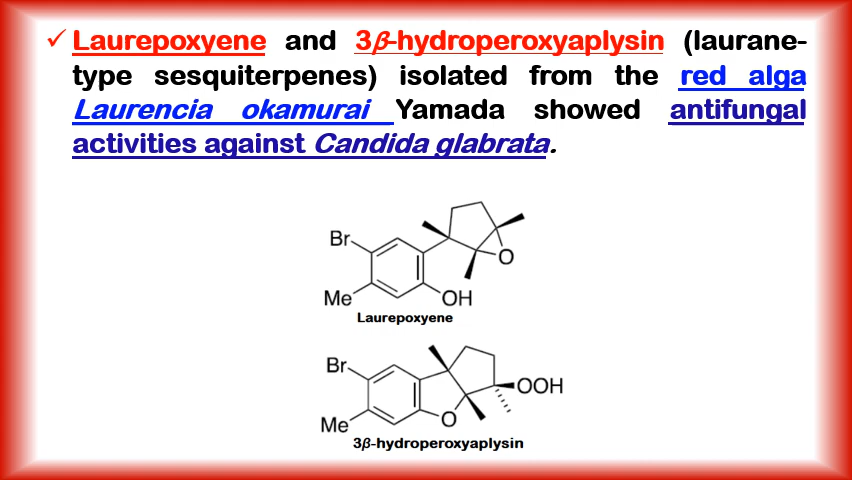 ✓ Laurepoxyene and 3β-hydroperoxyaplysin (laurane-
type sesquiterpenes) isolated from the red alga
Laurencia okamurai Yamada showed antifungal
activities against Candida glabrata.
Br
O
Me
OH
Laurepoxyene
Br
OOH
Me
O
3β-hydroperoxyaplysin